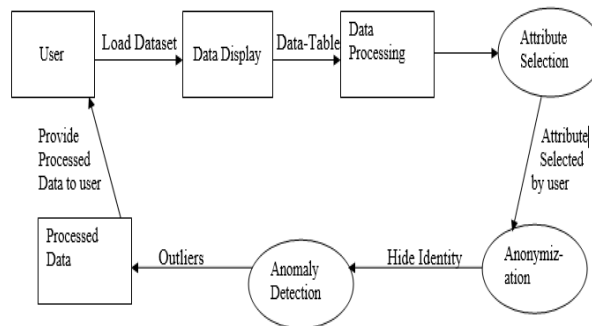 User
Load Dataset
Data Display
Data-Table
Data
Processing
Attribute
Selection
Attribute
Selected
by user
Anonymiz-
ation
Hide Identity
Anomaly
Detection
Outliers
Processed
Data
Provide
Processed
Data to user